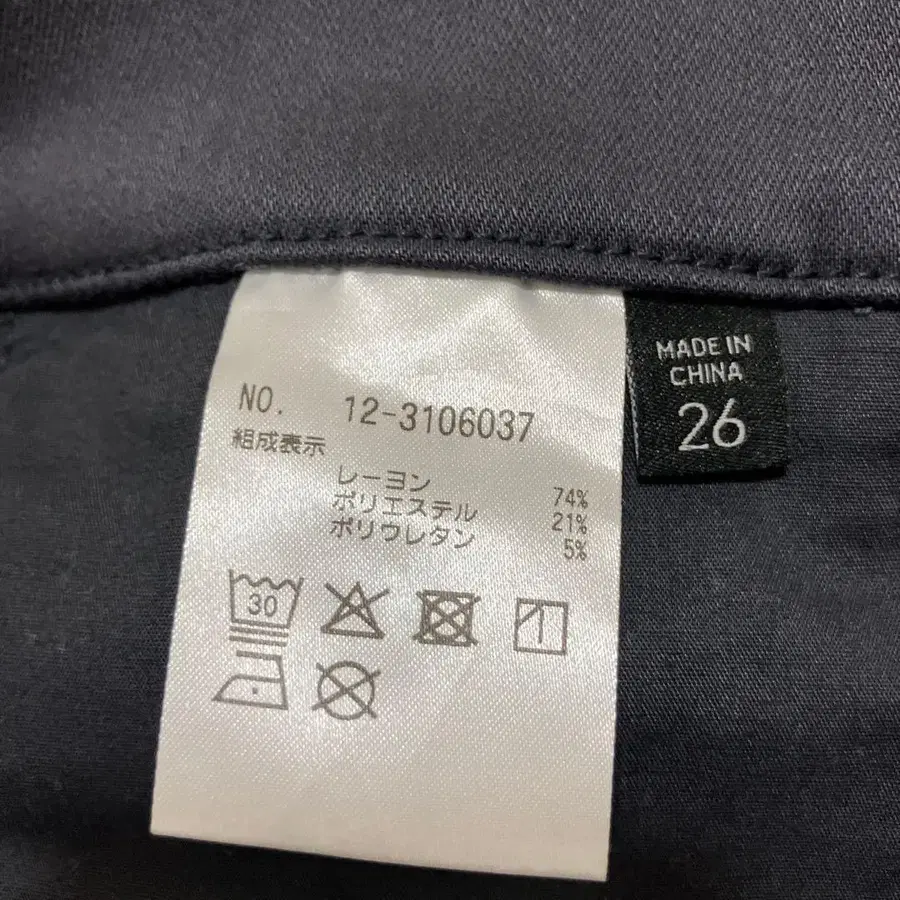 NO. 12-3106037
組成表示
レーヨン 74%
ポリエステル 21%
ポリウレタン 5%
30
MADE IN
CHINA
26